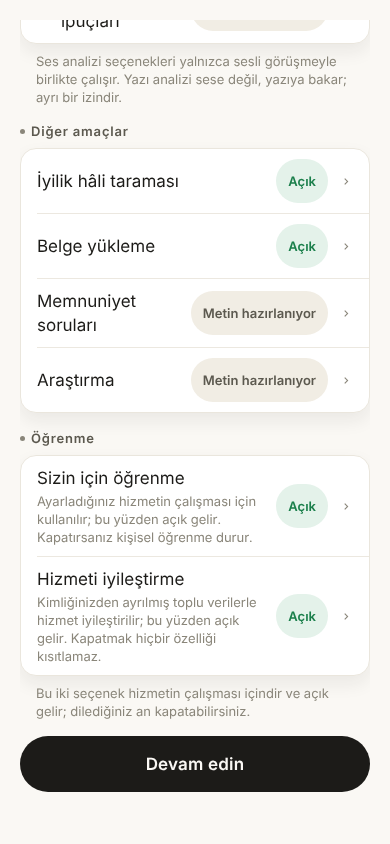 ipuçları
Ses analizi seçenekleri yalnızca sesli görüşmeyle
birlikte çalışır. Yazı analizi sese değil, yazıya bakar;
ayrı bir izindir.
Diğer amaçlar
İyilik hâli taraması
Açık
Belge yükleme
Açık
Memnuniyet
soruları
Metin hazırlanıyor
Araştırma
Metin hazırlanıyor
Öğrenme
Sizin için öğrenme
Ayarladığınız hizmetin çalışması için
kullanılır; bu yüzden açık gelir.
Kapatırsanız kişisel öğrenme durur.
Açık
Hizmeti iyileştirme
Kimliğinizden ayrılmış toplu verilerle
hizmet iyileştirilir; bu yüzden açık
gelir. Kapatmak hiçbir özelliği
kısıtlamaz.
Açık
Bu iki seçenek hizmetin çalışması içindir ve açık
gelir; dilediğiniz an kapatabilirsiniz.
Devam edin